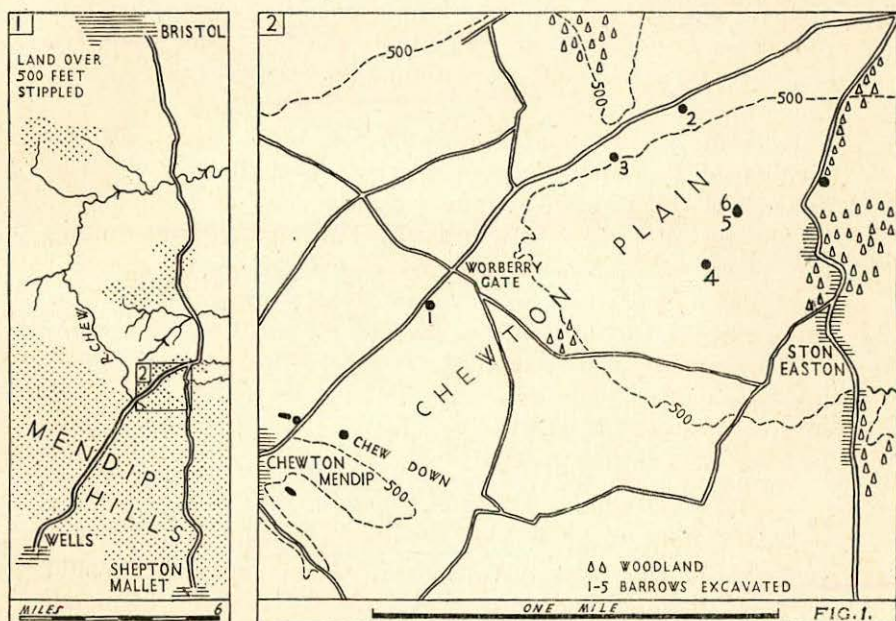 1
BRISTOL
LAND OVER
500 FEET
STIPPLED
R. CHEW
2
MENDIP
HILLS
WELLS
SHEPTON
MALLET
MILES 6
2
500
500
2
3
CHEWTON PLAIN
6
5
4
WORBERRY
GATE
1
STON
EASTON
500
CHEW DOWN
CHEWTON
MENDIP
500
WOODLAND
1-5 BARROWS EXCAVATED
ONE MILE
FIG.1.
500